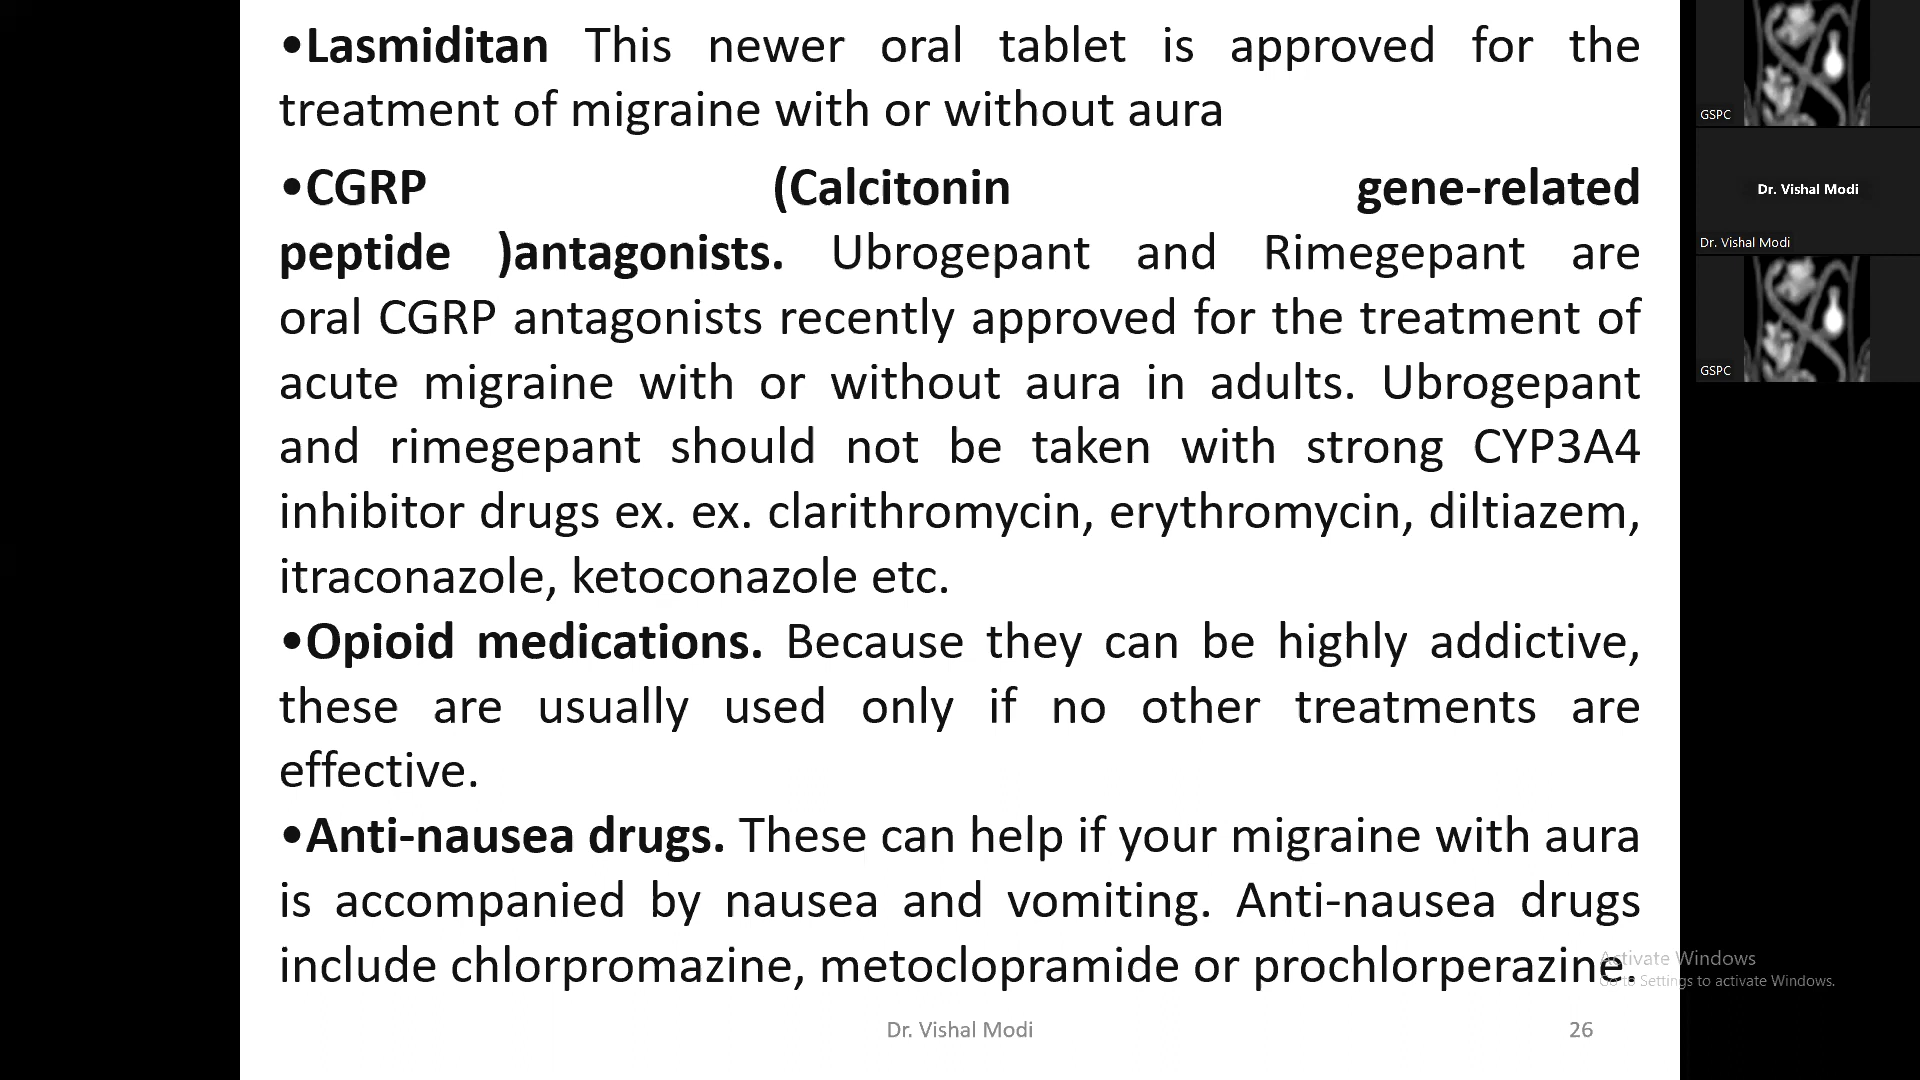 •Lasmiditan This newer oral tablet is approved for the
treatment of migraine with or without aura
•CGRP (Calcitonin gene-related
peptide )antagonists. Ubrogepant and Rimegepant are
oral CGRP antagonists recently approved for the treatment of
acute migraine with or without aura in adults. Ubrogepant
and rimegepant should not be taken with strong CYP3A4
inhibitor drugs ex. ex. clarithromycin, erythromycin, diltiazem,
itraconazole, ketoconazole etc.
•Opioid medications. Because they can be highly addictive,
these are usually used only if no other treatments are
effective.
•Anti-nausea drugs. These can help if your migraine with aura
is accompanied by nausea and vomiting. Anti-nausea drugs
include chlorpromazine, metoclopramide or prochlorperazine.
Dr. Vishal Modi
26
GSPC
Dr. Vishal Modi
Dr. Vishal Modi
GSPC
Activate Windows
Go to Settings to activate Windows.